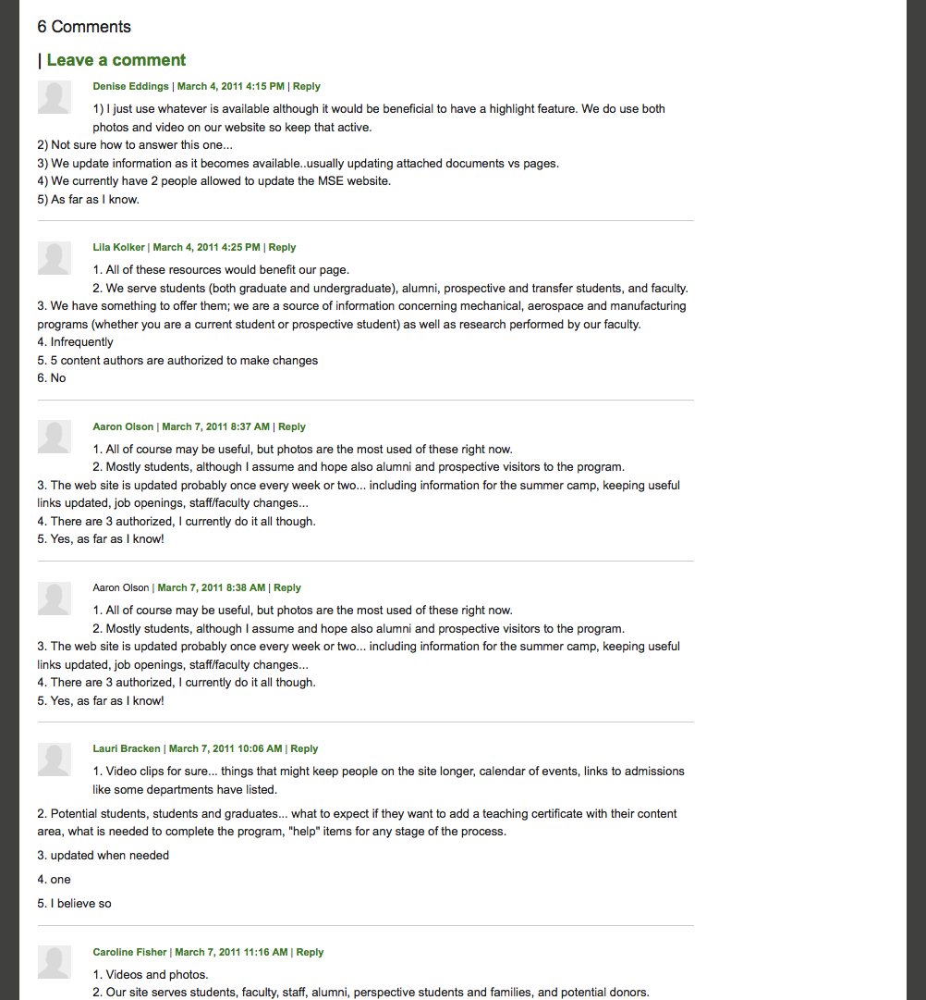 6 Comments
| Leave a comment
Denise Eddings | March 4, 2011 4:15 PM | Reply
1) I just use whatever is available although it would be beneficial to have a highlight feature. We do use both
photos and video on our website so keep that active.
2) Not sure how to answer this one...
3) We update information as it becomes available..usually updating attached documents vs pages.
4) We currently have 2 people allowed to update the MSE website.
5) As far as I know.
Lila Kolker | March 4, 2011 4:25 PM | Reply
1. All of these resources would benefit our page.
2. We serve students (both graduate and undergraduate), alumni, prospective and transfer students, and faculty.
3. We have something to offer them; we are a source of information concerning mechanical, aerospace and manufacturing
programs (whether you are a current student or prospective student) as well as research performed by our faculty.
4. Infrequently
5. 5 content authors are authorized to make changes
6. No
Aaron Olson | March 7, 2011 8:37 AM | Reply
1. All of course may be useful, but photos are the most used of these right now.
2. Mostly students, although I assume and hope also alumni and prospective visitors to the program.
3. The web site is updated probably once every week or two... including information for the summer camp, keeping useful
links updated, job openings, staff/faculty changes...
4. There are 3 authorized, I currently do it all though.
5. Yes, as far as I know!
Aaron Olson | March 7, 2011 8:38 AM | Reply
1. All of course may be useful, but photos are the most used of these right now.
2. Mostly students, although I assume and hope also alumni and prospective visitors to the program.
3. The web site is updated probably once every week or two... including information for the summer camp, keeping useful
links updated, job openings, staff/faculty changes...
4. There are 3 authorized, I currently do it all though.
5. Yes, as far as I know!
Lauri Bracken | March 7, 2011 10:06 AM | Reply
1. Video clips for sure... things that might keep people on the site longer, calendar of events, links to admissions
like some departments have listed.
2. Potential students, students and graduates... what to expect if they want to add a teaching certificate with their content
area, what is needed to complete the program, "help" items for any stage of the process.
3. updated when needed
4. one
5. I believe so
Caroline Fisher | March 7, 2011 11:16 AM | Reply
1. Videos and photos.
2. Our site serves students, faculty, staff, alumni, perspective students and families, and potential donors.